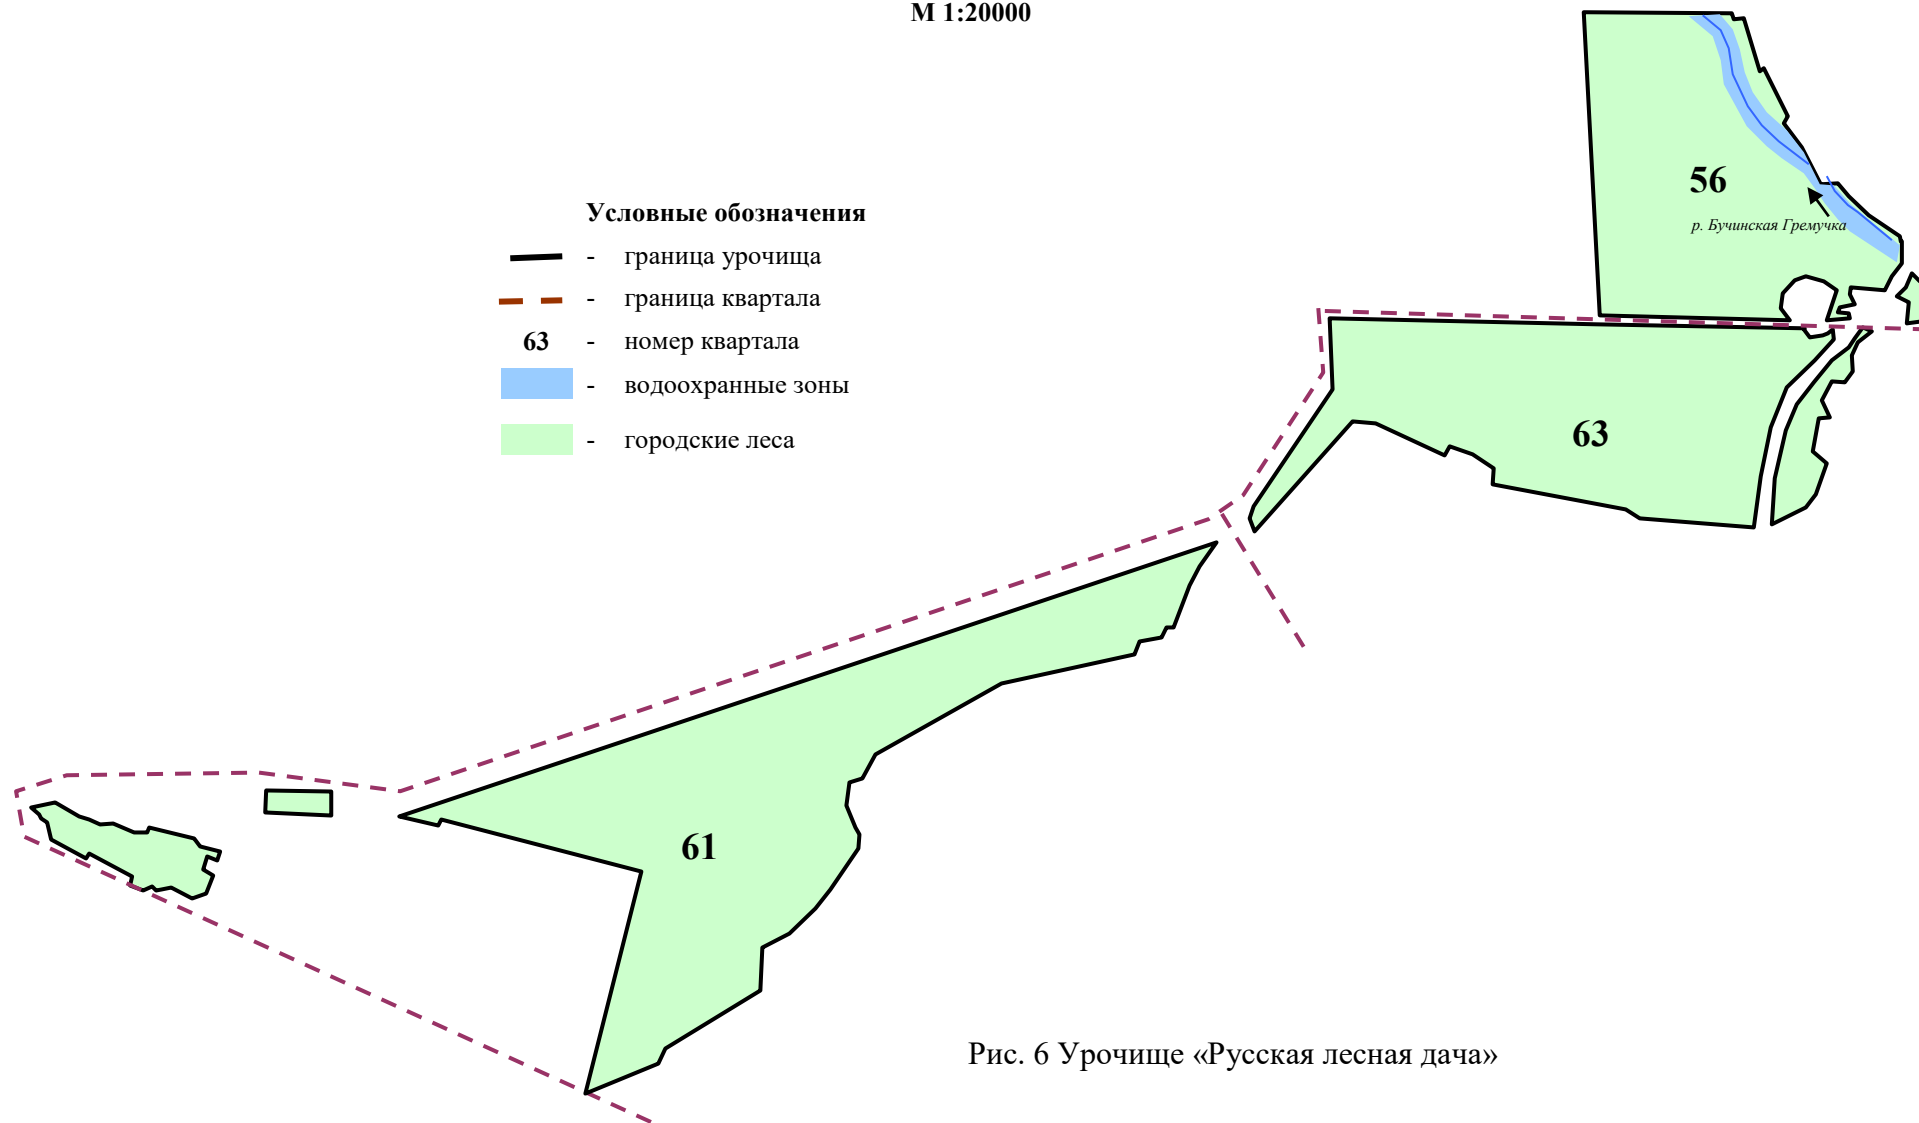 М 1:20000
56
р. Бучинская Гремучка
Условные обозначения
- граница урочища
- граница квартала
63 - номер квартала
- водоохранные зоны
- городские леса
63
61
Рис. 6 Урочище «Русская лесная дача»